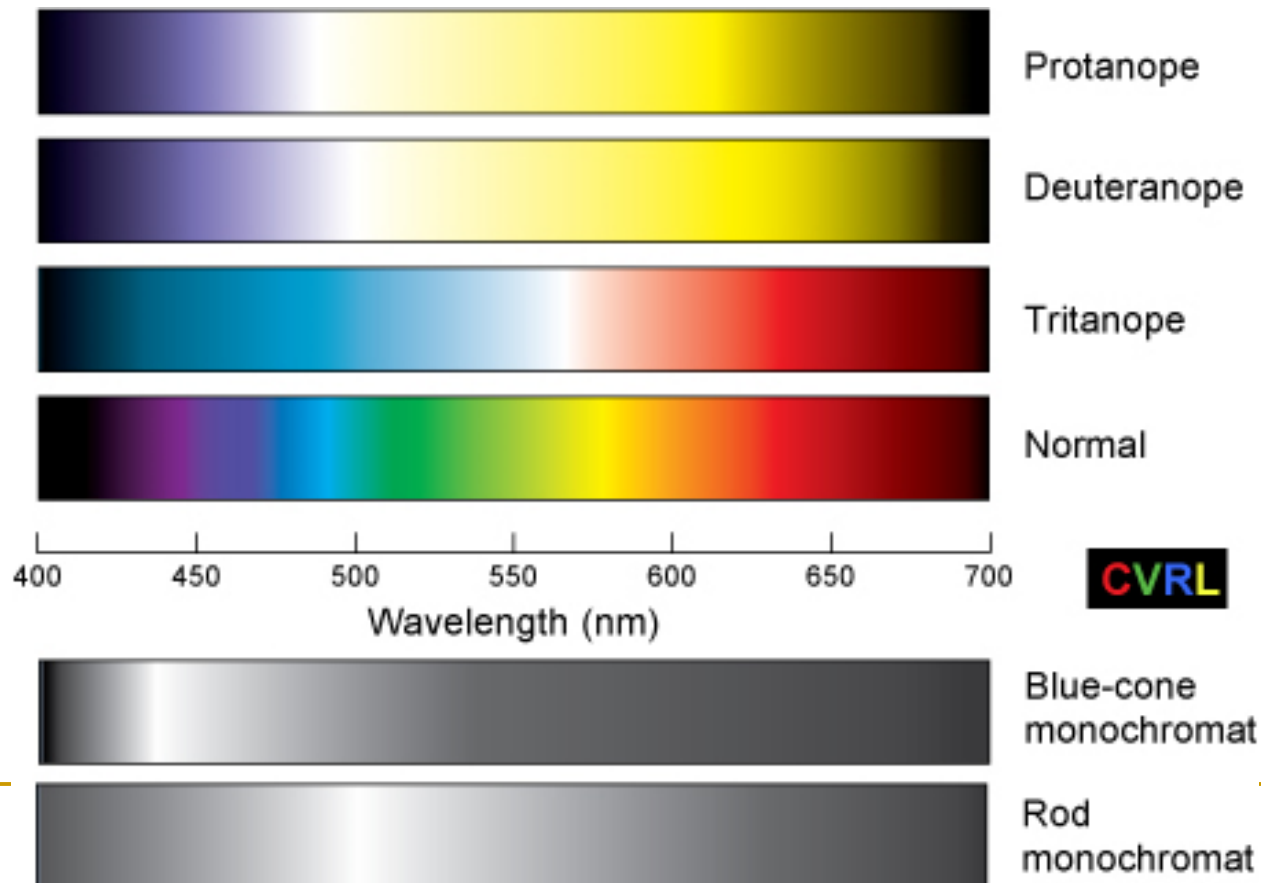 Protanope
Deuteranope
Tritanope
Normal
400 450 500 550 600 650 700
Wavelength (nm)
CVRL
Blue-cone
monochromat
Rod
monochromat